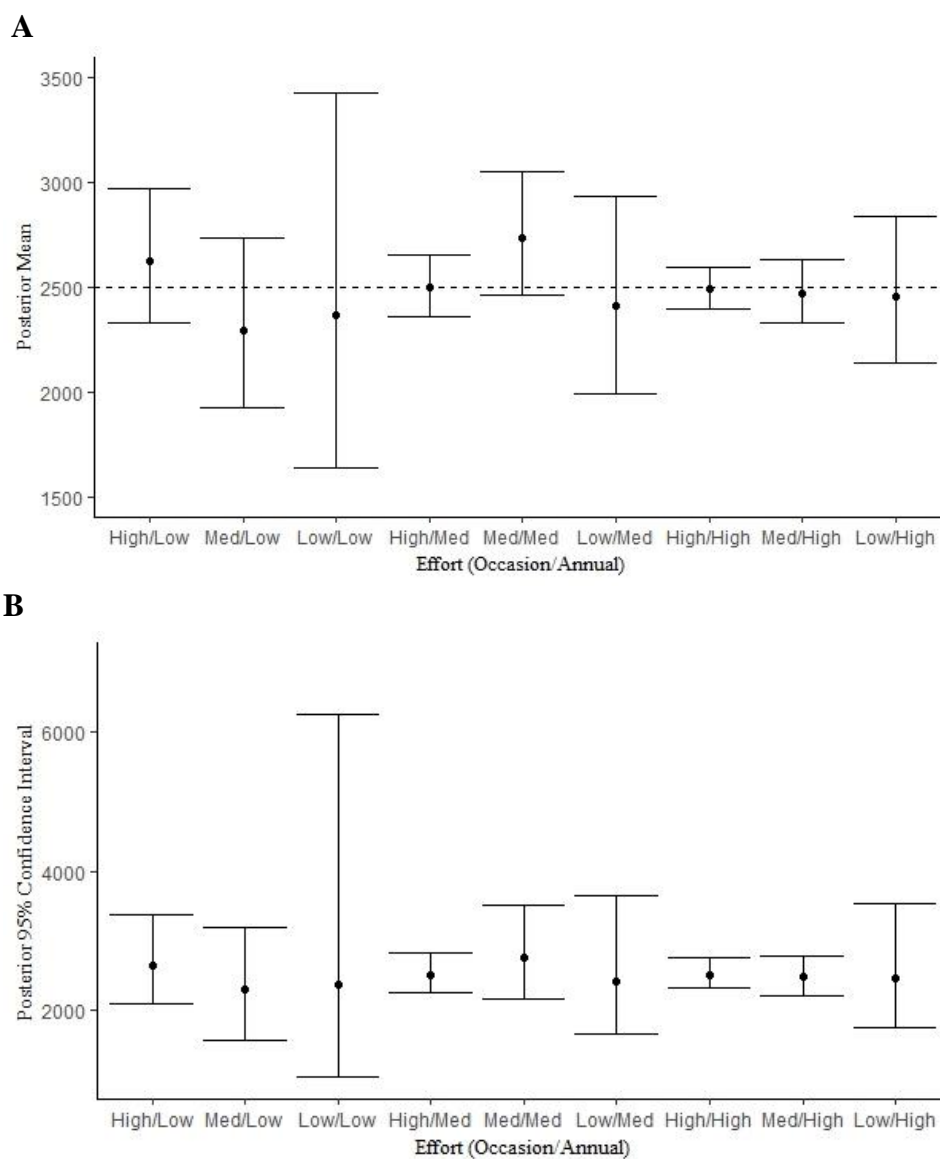 A
Posterior Mean
3500
3000
2500
2000
1500
High/Low Med/Low Low/Low High/Med Med/Med Low/Med High/High Med/High Low/High
Effort (Occasion/Annual)
B
Posterior 95% Confidence Interval
6000
4000
2000
High/Low Med/Low Low/Low High/Med Med/Med Low/Med High/High Med/High Low/High
Effort (Occasion/Annual)